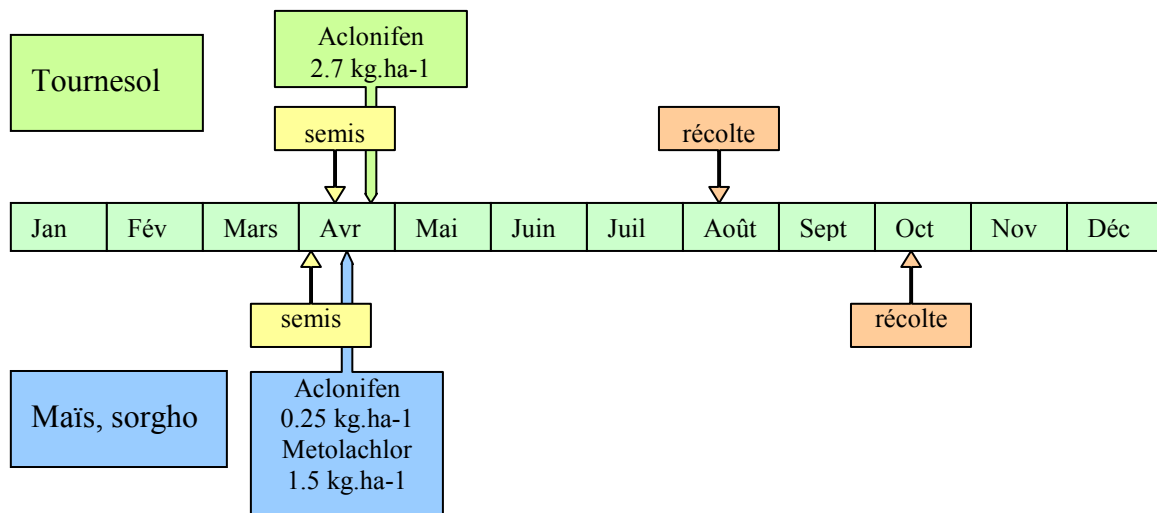 Tournesol
Aclonifen
2.7 kg.ha-1
semis
récolte
Jan Fév Mars Avr Mai Juin Juil Août Sept Oct Nov Déc
semis
récolte
Maïs, sorgho
Aclonifen
0.25 kg.ha-1
Metolachlor
1.5 kg.ha-1